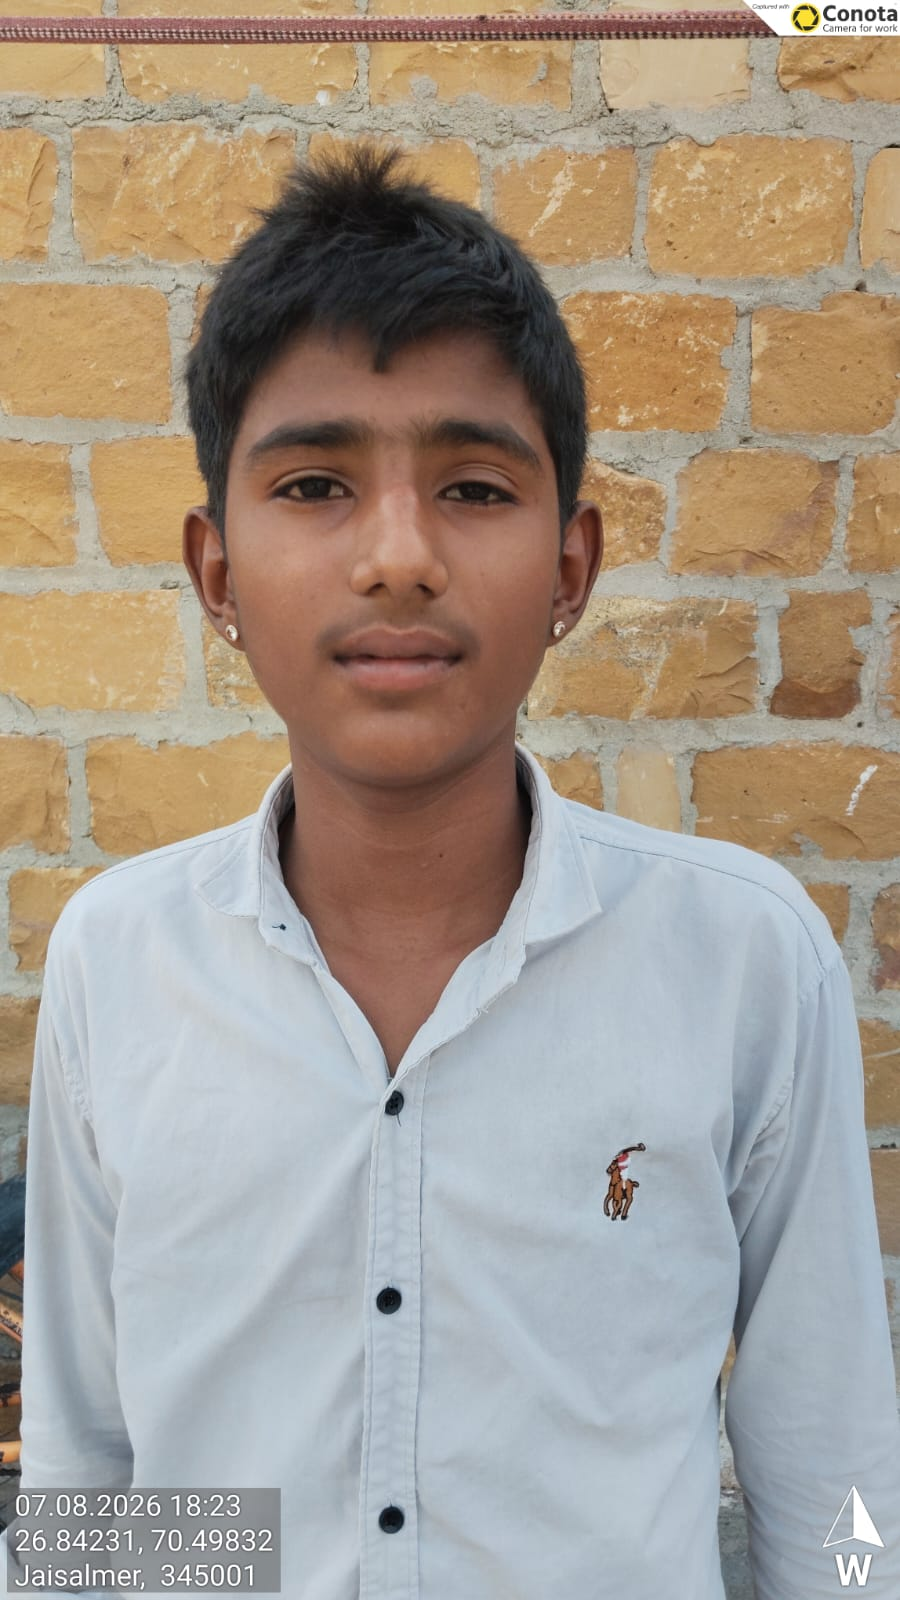 Captured with
Conota
Camera for work
07.08.2026 18:23
26.84231, 70.49832
Jaisalmer, 345001
W